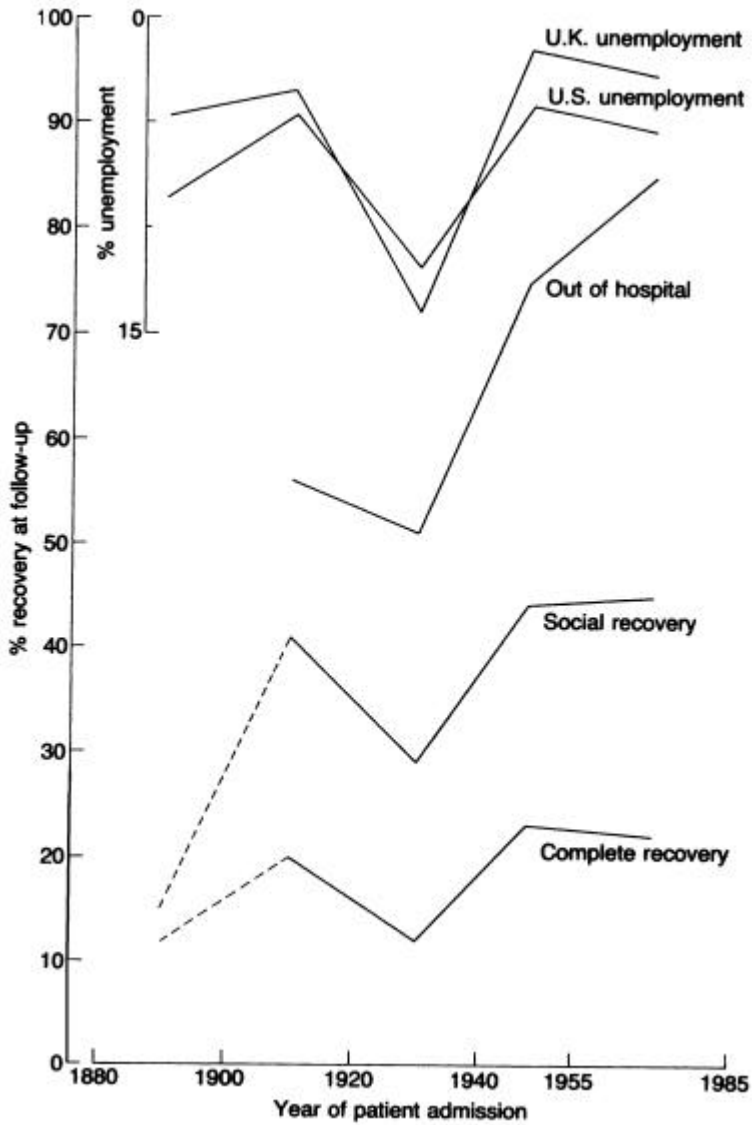 100
90
80
70
60
50
40
30
20
10
0
% recovery at follow-up
0
15
% unemployment
U.K. unemployment
U.S. unemployment
Out of hospital
Social recovery
Complete recovery
1880
1900
1920
1940
1955
1985
Year of patient admission